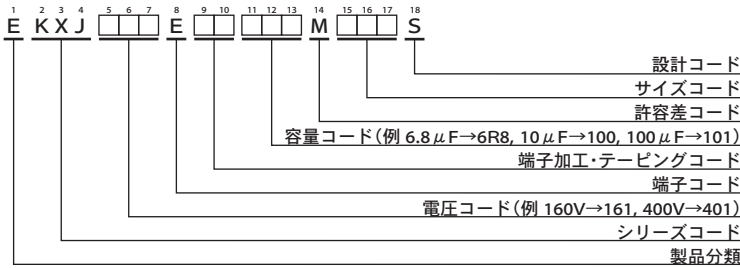 1 2 3 4 5 6 7 8 9 10 11 12 13 14 15 16 17 18
E KXJ □□□ E □□ □□□ M □□□ S
設計コード
サイズコード
許容差コード
容量コード（例 6.8μF→6R8, 10μF→100, 100μF→101）
端子加工・テーピングコード
端子コード
電圧コード（例 160V→161, 400V→401）
シリーズコード
製品分類